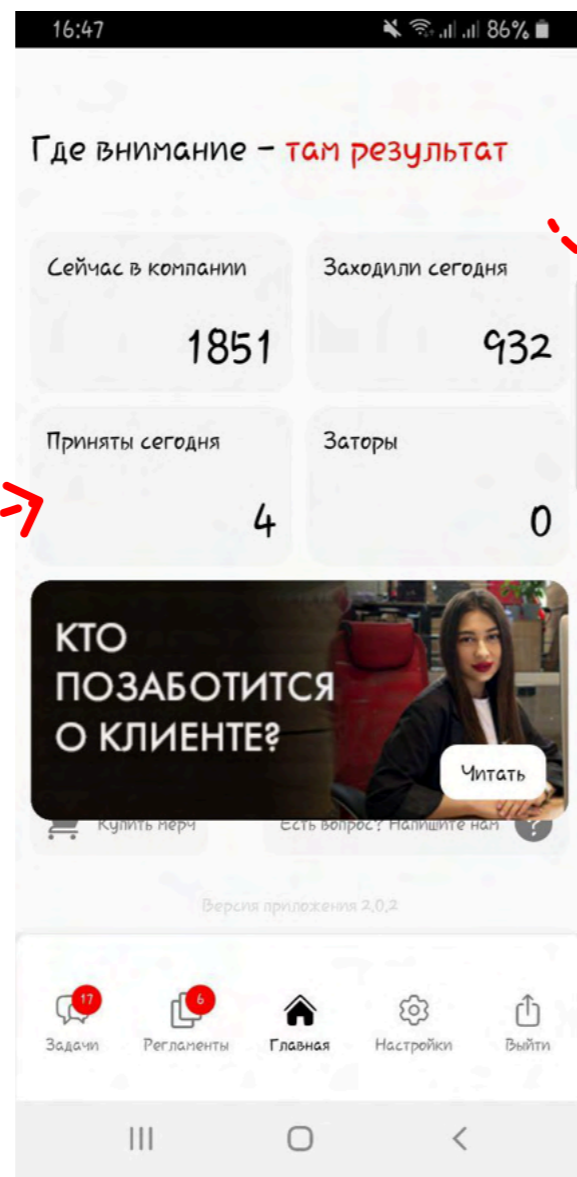 16:47 86%
Где внимание – там результат
Сейчас в компании
1851
Заходили сегодня
932
Приняты сегодня
4
Заторы
0
КТО
ПОЗАБОТИТСЯ
О КЛИЕНТЕ?
Читать
Купить мерч
Есть вопрос? Напишите нам ?
Версия приложения 2.0.2
17
Задачи
6
Регламенты
Главная
Настройки
Выйти